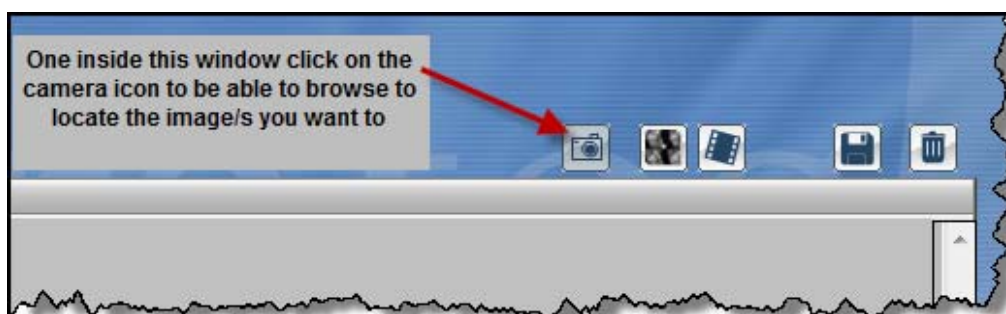 One inside this window click on the
camera icon to be able to browse to
locate the image/s you want to